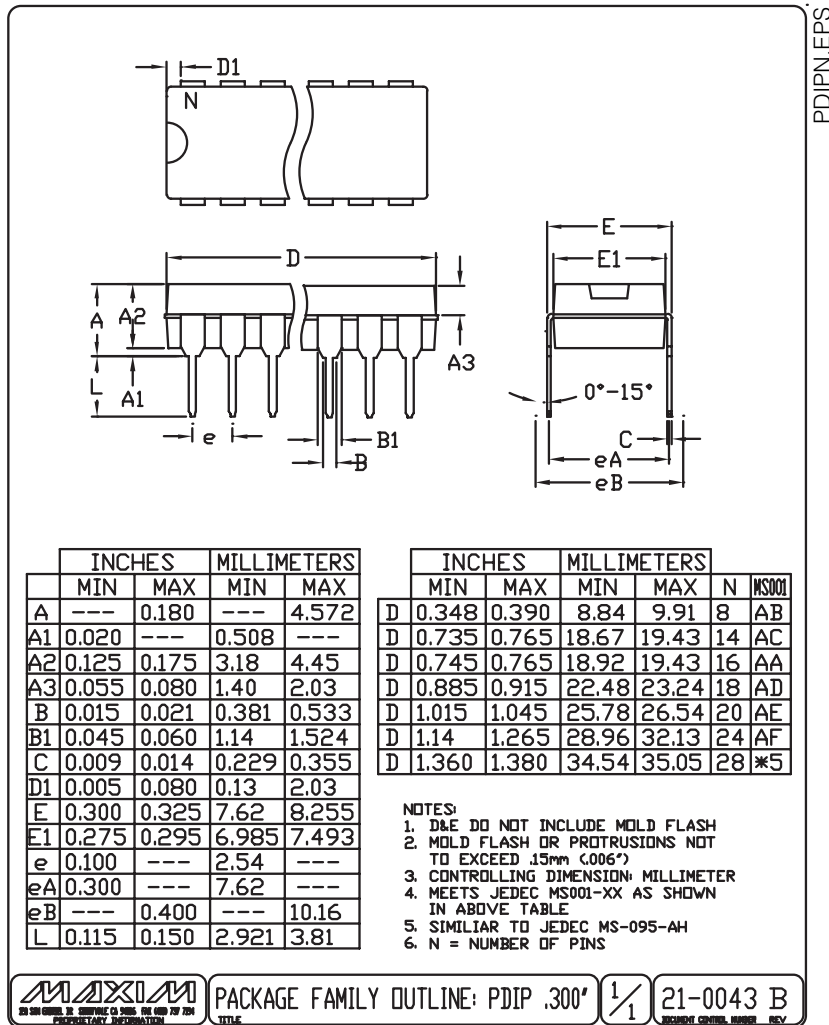 PDIPN.EPS
D1
N
D
E
E1
A
A2
A3
L
A1
0°-15°
e
B1
B
C
eA
eB
INCHES MILLIMETERS
MIN MAX MIN MAX
A --- 0.180 --- 4.572
A1 0.020 --- 0.508 ---
A2 0.125 0.175 3.18 4.45
A3 0.055 0.080 1.40 2.03
B 0.015 0.021 0.381 0.533
B1 0.045 0.060 1.14 1.524
C 0.009 0.014 0.229 0.355
D1 0.005 0.080 0.13 2.03
E 0.300 0.325 7.62 8.255
E1 0.275 0.295 6.985 7.493
e 0.100 --- 2.54 ---
eA 0.300 --- 7.62 ---
eB --- 0.400 --- 10.16
L 0.115 0.150 2.921 3.81
INCHES MILLIMETERS
MIN MAX MIN MAX N MS001
D 0.348 0.390 8.84 9.91 8 AB
D 0.735 0.765 18.67 19.43 14 AC
D 0.745 0.765 18.92 19.43 16 AA
D 0.885 0.915 22.48 23.24 18 AD
D 1.015 1.045 25.78 26.54 20 AE
D 1.14 1.265 28.96 32.13 24 AF
D 1.360 1.380 34.54 35.05 28 *5
NOTES:
1. D&E DO NOT INCLUDE MOLD FLASH
2. MOLD FLASH OR PROTRUSIONS NOT
TO EXCEED .15mm (.006")
3. CONTROLLING DIMENSION: MILLIMETER
4. MEETS JEDEC MS001-XX AS SHOWN
IN ABOVE TABLE
5. SIMILIAR TO JEDEC MS-095-AH
6. N = NUMBER OF PINS
MAXIM
PROPRIETARY INFORMATION
PACKAGE FAMILY OUTLINE: PDIP .300"
TITLE
1/1
21-0043 B
DOCUMENT CONTROL NUMBER REV